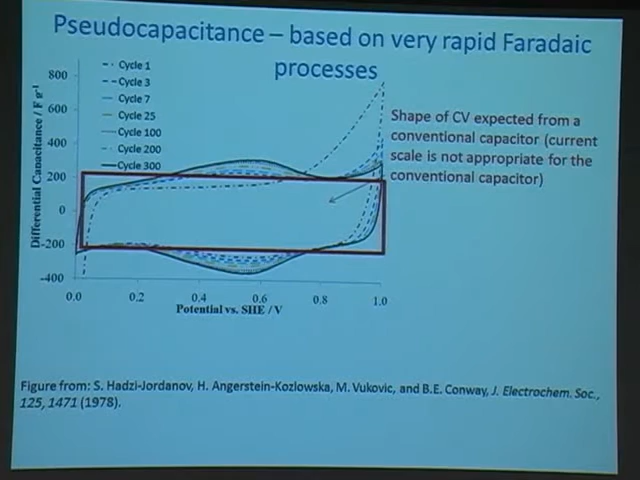 Pseudocapacitance – based on very rapid Faradaic
processes
Cycle 1
Cycle 3
Cycle 7
Cycle 25
Cycle 100
Cycle 200
Cycle 300
Differential Capacitance / F g-1
800
600
400
200
0
-200
-400
0.0 0.2 0.4 0.6 0.8 1.0
Potential vs. SHE / V
Shape of CV expected from a
conventional capacitor (current
scale is not appropriate for the
conventional capacitor)
Figure from: S. Hadzi-Jordanov, H. Angerstein-Kozlowska, M. Vukovic, and B.E. Conway, J. Electrochem. Soc.,
125, 1471 (1978).